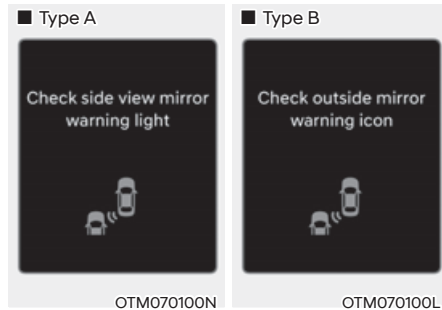 ■ Type A
Check side view mirror
warning light
OTM070100N
■ Type B
Check outside mirror
warning icon
OTM070100L